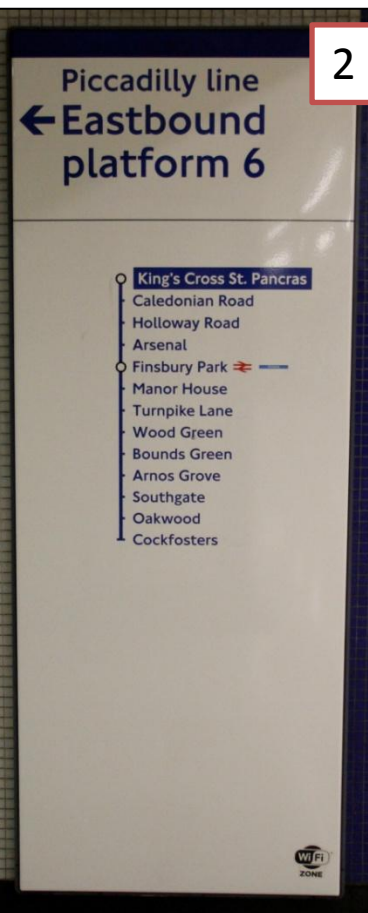 2
Piccadilly line
←Eastbound
platform 6
King's Cross St. Pancras
Caledonian Road
Holloway Road
Arsenal
Finsbury Park
Manor House
Turnpike Lane
Wood Green
Bounds Green
Arnos Grove
Southgate
Oakwood
Cockfosters
WiFi
ZONE